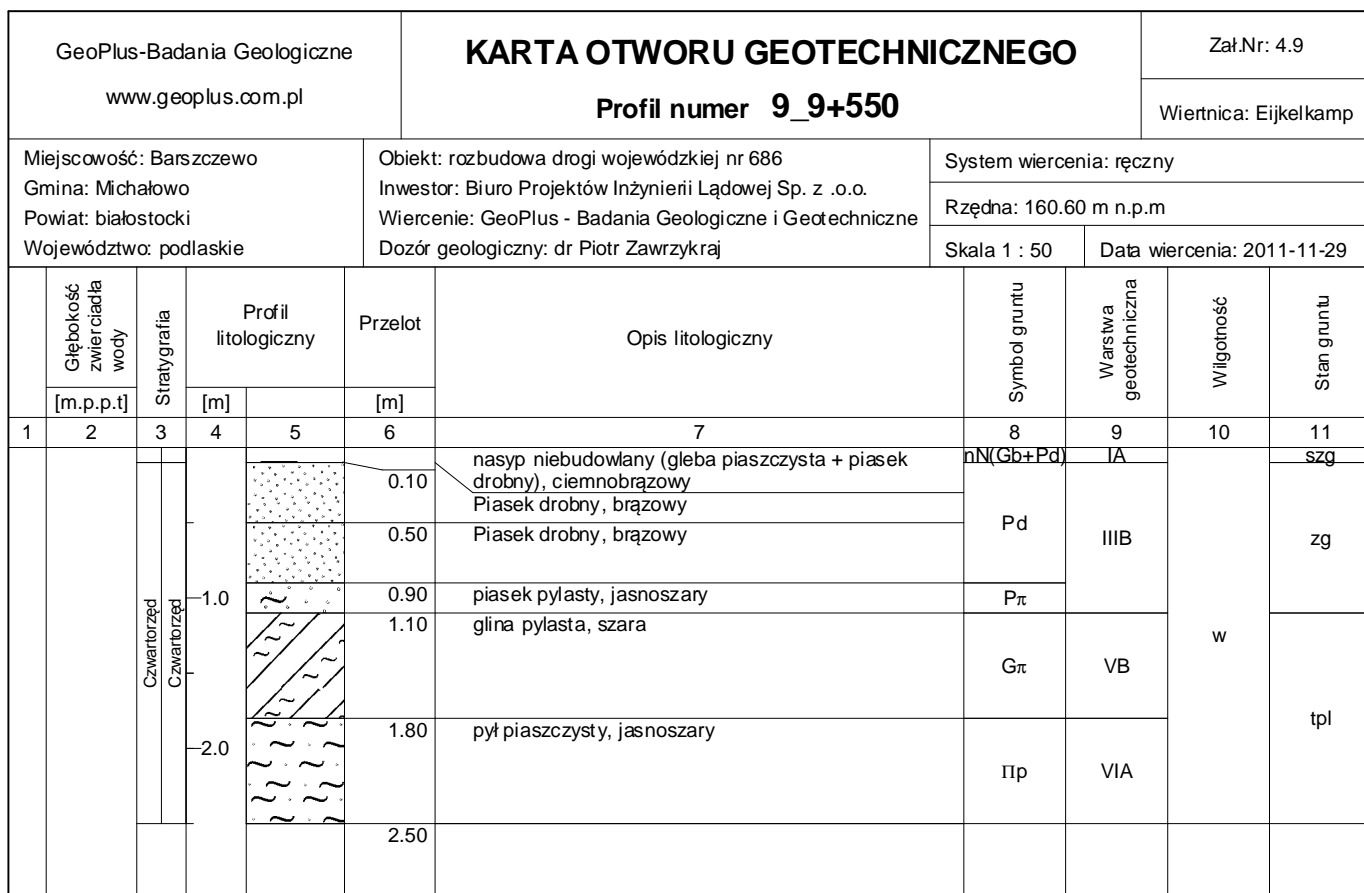 GeoPlus-Badania Geologiczne
www.geoplus.com.pl
KARTA OTWORU GEOTECHNICZNEGO
Profil numer 9_9+550
Zał.Nr: 4.9
Wiertnica: Eijkelkamp
Miejscowość: Barszczewo
Gmina: Michałowo
Powiat: białostocki
Województwo: podlaskie
Obiekt: rozbudowa drogi wojewódzkiej nr 686
Inwestor: Biuro Projektów Inżynierii Lądowej Sp. z .o.o.
Wiercenie: GeoPlus - Badania Geologiczne i Geotechniczne
Dozór geologiczny: dr Piotr Zawrzykraj
System wiercenia: ręczny
Rzędna: 160.60 m n.p.m
Skala 1 : 50
Data wiercenia: 2011-11-29
Głębokość
zwierciadła
wody
[m.p.p.t]
Stratygrafia
Profil
litologiczny
[m]
Przelot
[m]
Opis litologiczny
Symbol gruntu
Warstwa
geotechniczna
Wilgotność
Stan gruntu
1 2 3 4 5 6 7 8 9 10 11
nasyp niebudowlany (gleba piaszczysta + piasek
drobny), ciemnobrązowy
nN(Gb+Pd) IA szg
0.10 Piasek drobny, brązowy
0.50 Piasek drobny, brązowy
Pd IIIB zg
1.0 0.90 piasek pylasty, jasnoszary Pπ
1.10 glina pylasta, szara
Czwartorzęd
Czwartorzęd
w
Gπ VB
tpl
2.0 1.80 pył piaszczysty, jasnoszary
Πp VIA
2.50